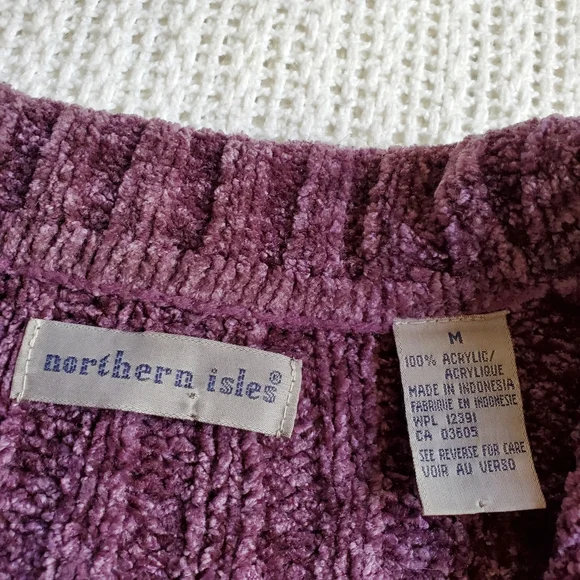 northern isles®
M
100% ACRYLIC/
ACRYLIQUE
MADE IN INDONESIA
FABRIQUE EN INDONESIE
WPL 12391
CA 03605
SEE REVERSE FOR CARE
VOIR AU VERSO